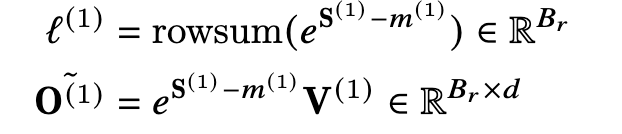 ℓ⁽¹⁾ = rowsum(e^{𝐒⁽¹⁾−m⁽¹⁾}) ∈ ℝ^{B_r}
𝐎̃⁽¹⁾ = e^{𝐒⁽¹⁾−m⁽¹⁾}𝐕⁽¹⁾ ∈ ℝ^{B_r×d}